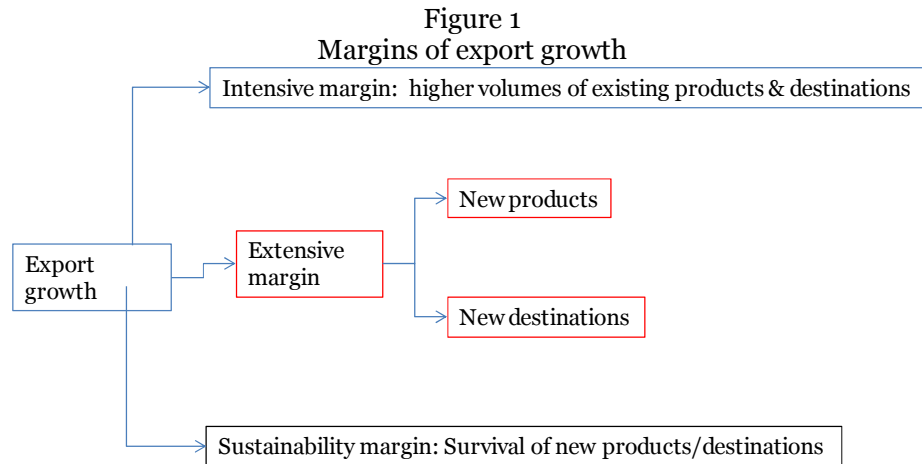 Figure 1
Margins of export growth
Intensive margin:  higher volumes of existing products & destinations
New products
Export
growth
Extensive
margin
New destinations
Sustainability margin: Survival of new products/destinations